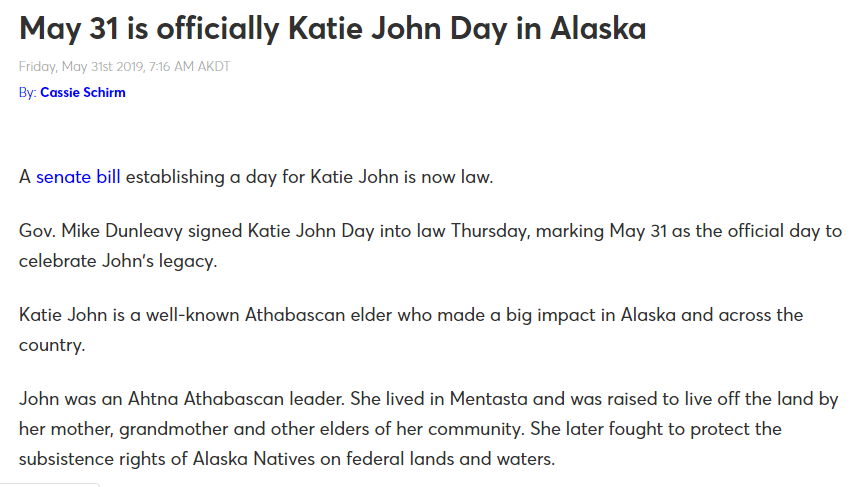 May 31 is officially Katie John Day in Alaska
Friday, May 31st 2019, 7:16 AM AKDT
By: Cassie Schirm
A senate bill establishing a day for Katie John is now law.
Gov. Mike Dunleavy signed Katie John Day into law Thursday, marking May 31 as the official day to
celebrate John's legacy.
Katie John is a well-known Athabascan elder who made a big impact in Alaska and across the
country.
John was an Ahtna Athabascan leader. She lived in Mentasta and was raised to live off the land by
her mother, grandmother and other elders of her community. She later fought to protect the
subsistence rights of Alaska Natives on federal lands and waters.